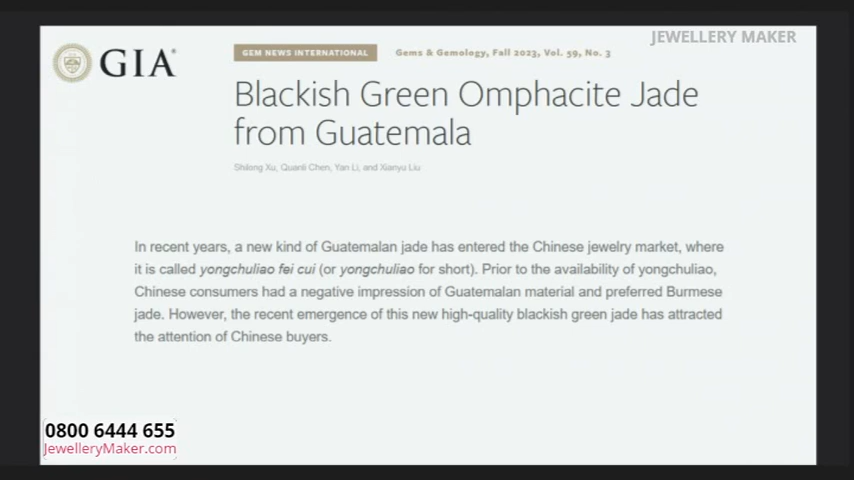 JEWELLERY MAKER
GIA®
GEM NEWS INTERNATIONAL
Gems & Gemology, Fall 2023, Vol. 59, No. 3
Blackish Green Omphacite Jade
from Guatemala
Shilong Xu, Quanli Chen, Yan Li, and Xianyu Liu
In recent years, a new kind of Guatemalan jade has entered the Chinese jewelry market, where
it is called yongchuliao fei cui (or yongchuliao for short). Prior to the availability of yongchuliao,
Chinese consumers had a negative impression of Guatemalan material and preferred Burmese
jade. However, the recent emergence of this new high-quality blackish green jade has attracted
the attention of Chinese buyers.
0800 6444 655
JewelleryMaker.com